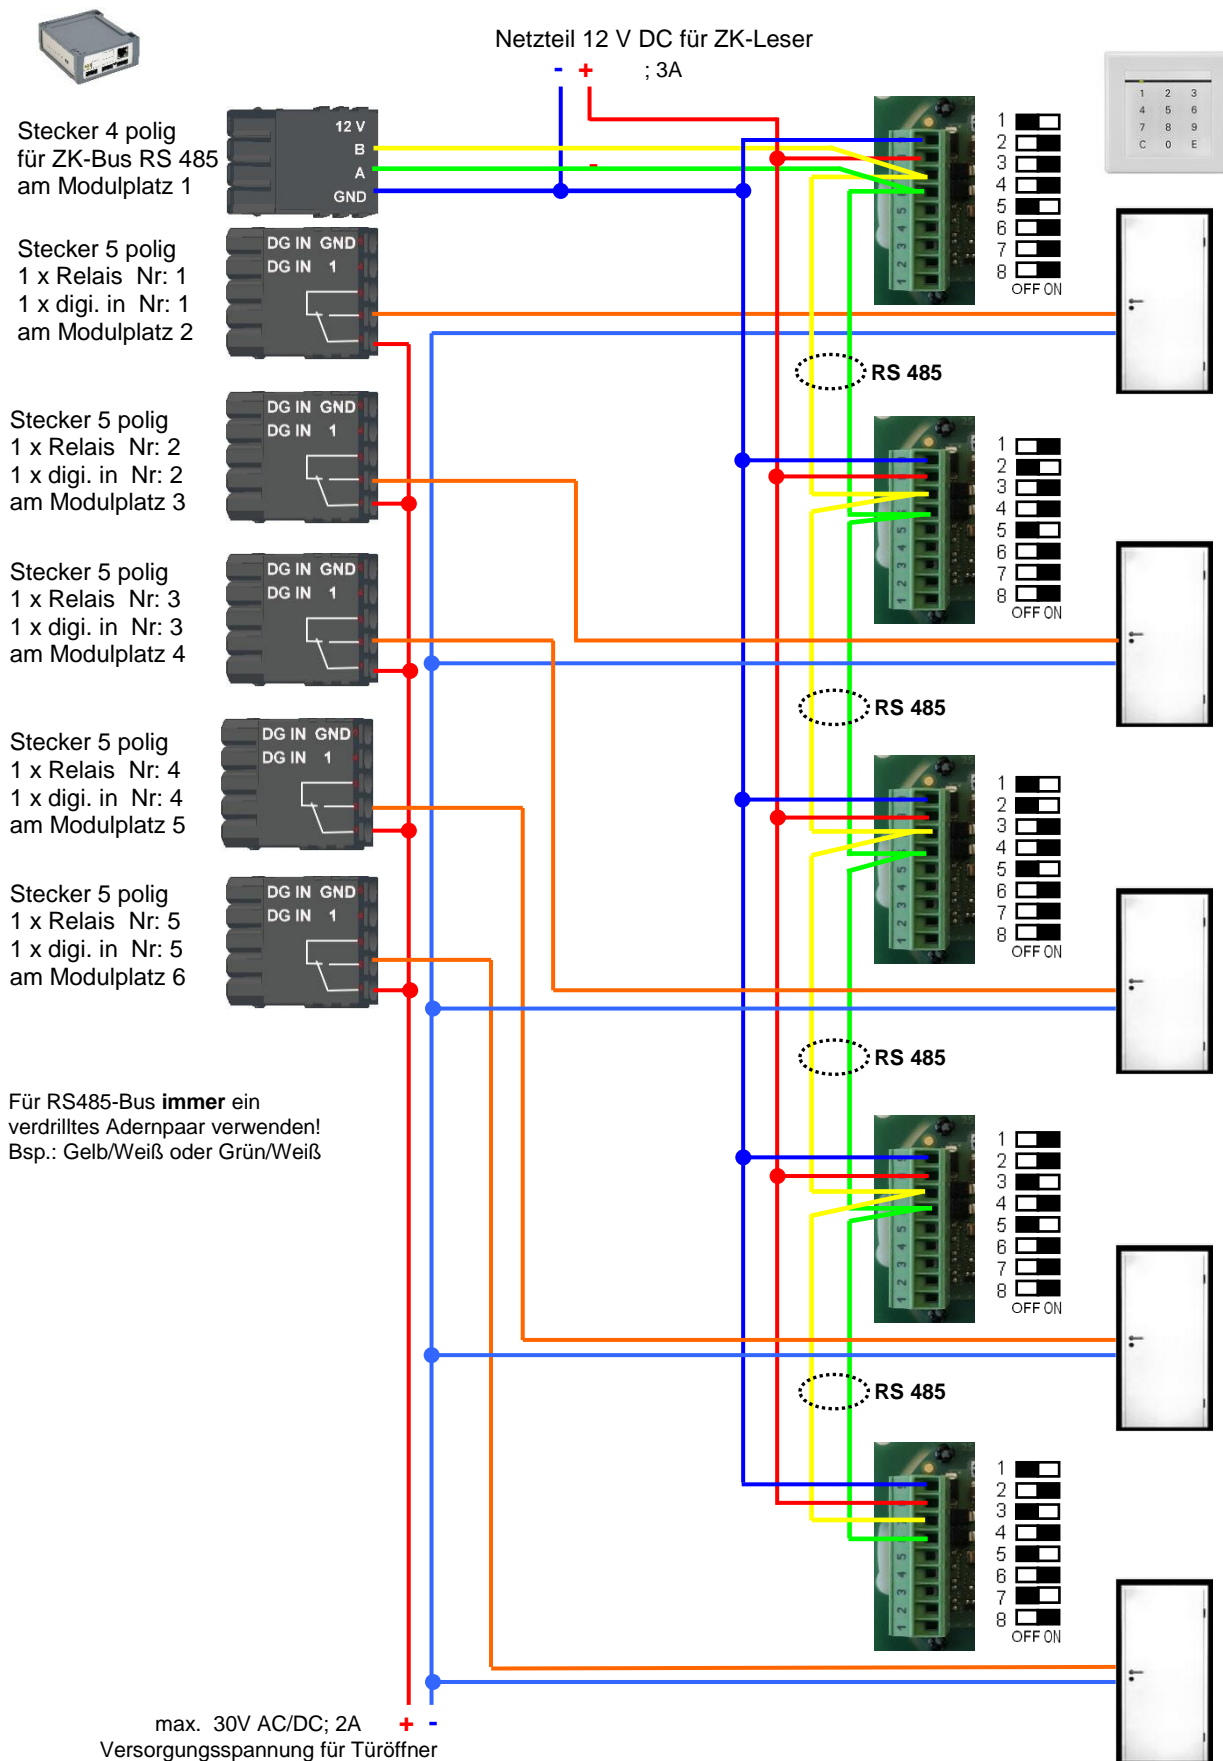 Netzteil 12 V DC für ZK-Leser
- + ; 3A
Stecker 4 polig
für ZK-Bus RS 485
am Modulplatz 1
12 V
B
A
GND
-
1
2
3
4
5
6
7
8
OFF ON
1 2 3
4 5 6
7 8 9
C 0 E
Stecker 5 polig
1 x Relais Nr: 1
1 x digi. in Nr: 1
am Modulplatz 2
DG IN GND
DG IN 1
RS 485
Stecker 5 polig
1 x Relais Nr: 2
1 x digi. in Nr: 2
am Modulplatz 3
DG IN GND
DG IN 1
1
2
3
4
5
6
7
8
OFF ON
Stecker 5 polig
1 x Relais Nr: 3
1 x digi. in Nr: 3
am Modulplatz 4
DG IN GND
DG IN 1
RS 485
Stecker 5 polig
1 x Relais Nr: 4
1 x digi. in Nr: 4
am Modulplatz 5
DG IN GND
DG IN 1
1
2
3
4
5
6
7
8
OFF ON
Stecker 5 polig
1 x Relais Nr: 5
1 x digi. in Nr: 5
am Modulplatz 6
DG IN GND
DG IN 1
RS 485
Für RS485-Bus immer ein
verdrilltes Adernpaar verwenden!
Bsp.: Gelb/Weiß oder Grün/Weiß
1
2
3
4
5
6
7
8
OFF ON
RS 485
1
2
3
4
5
6
7
8
OFF ON
max. 30V AC/DC; 2A + -
Versorgungsspannung für Türöffner